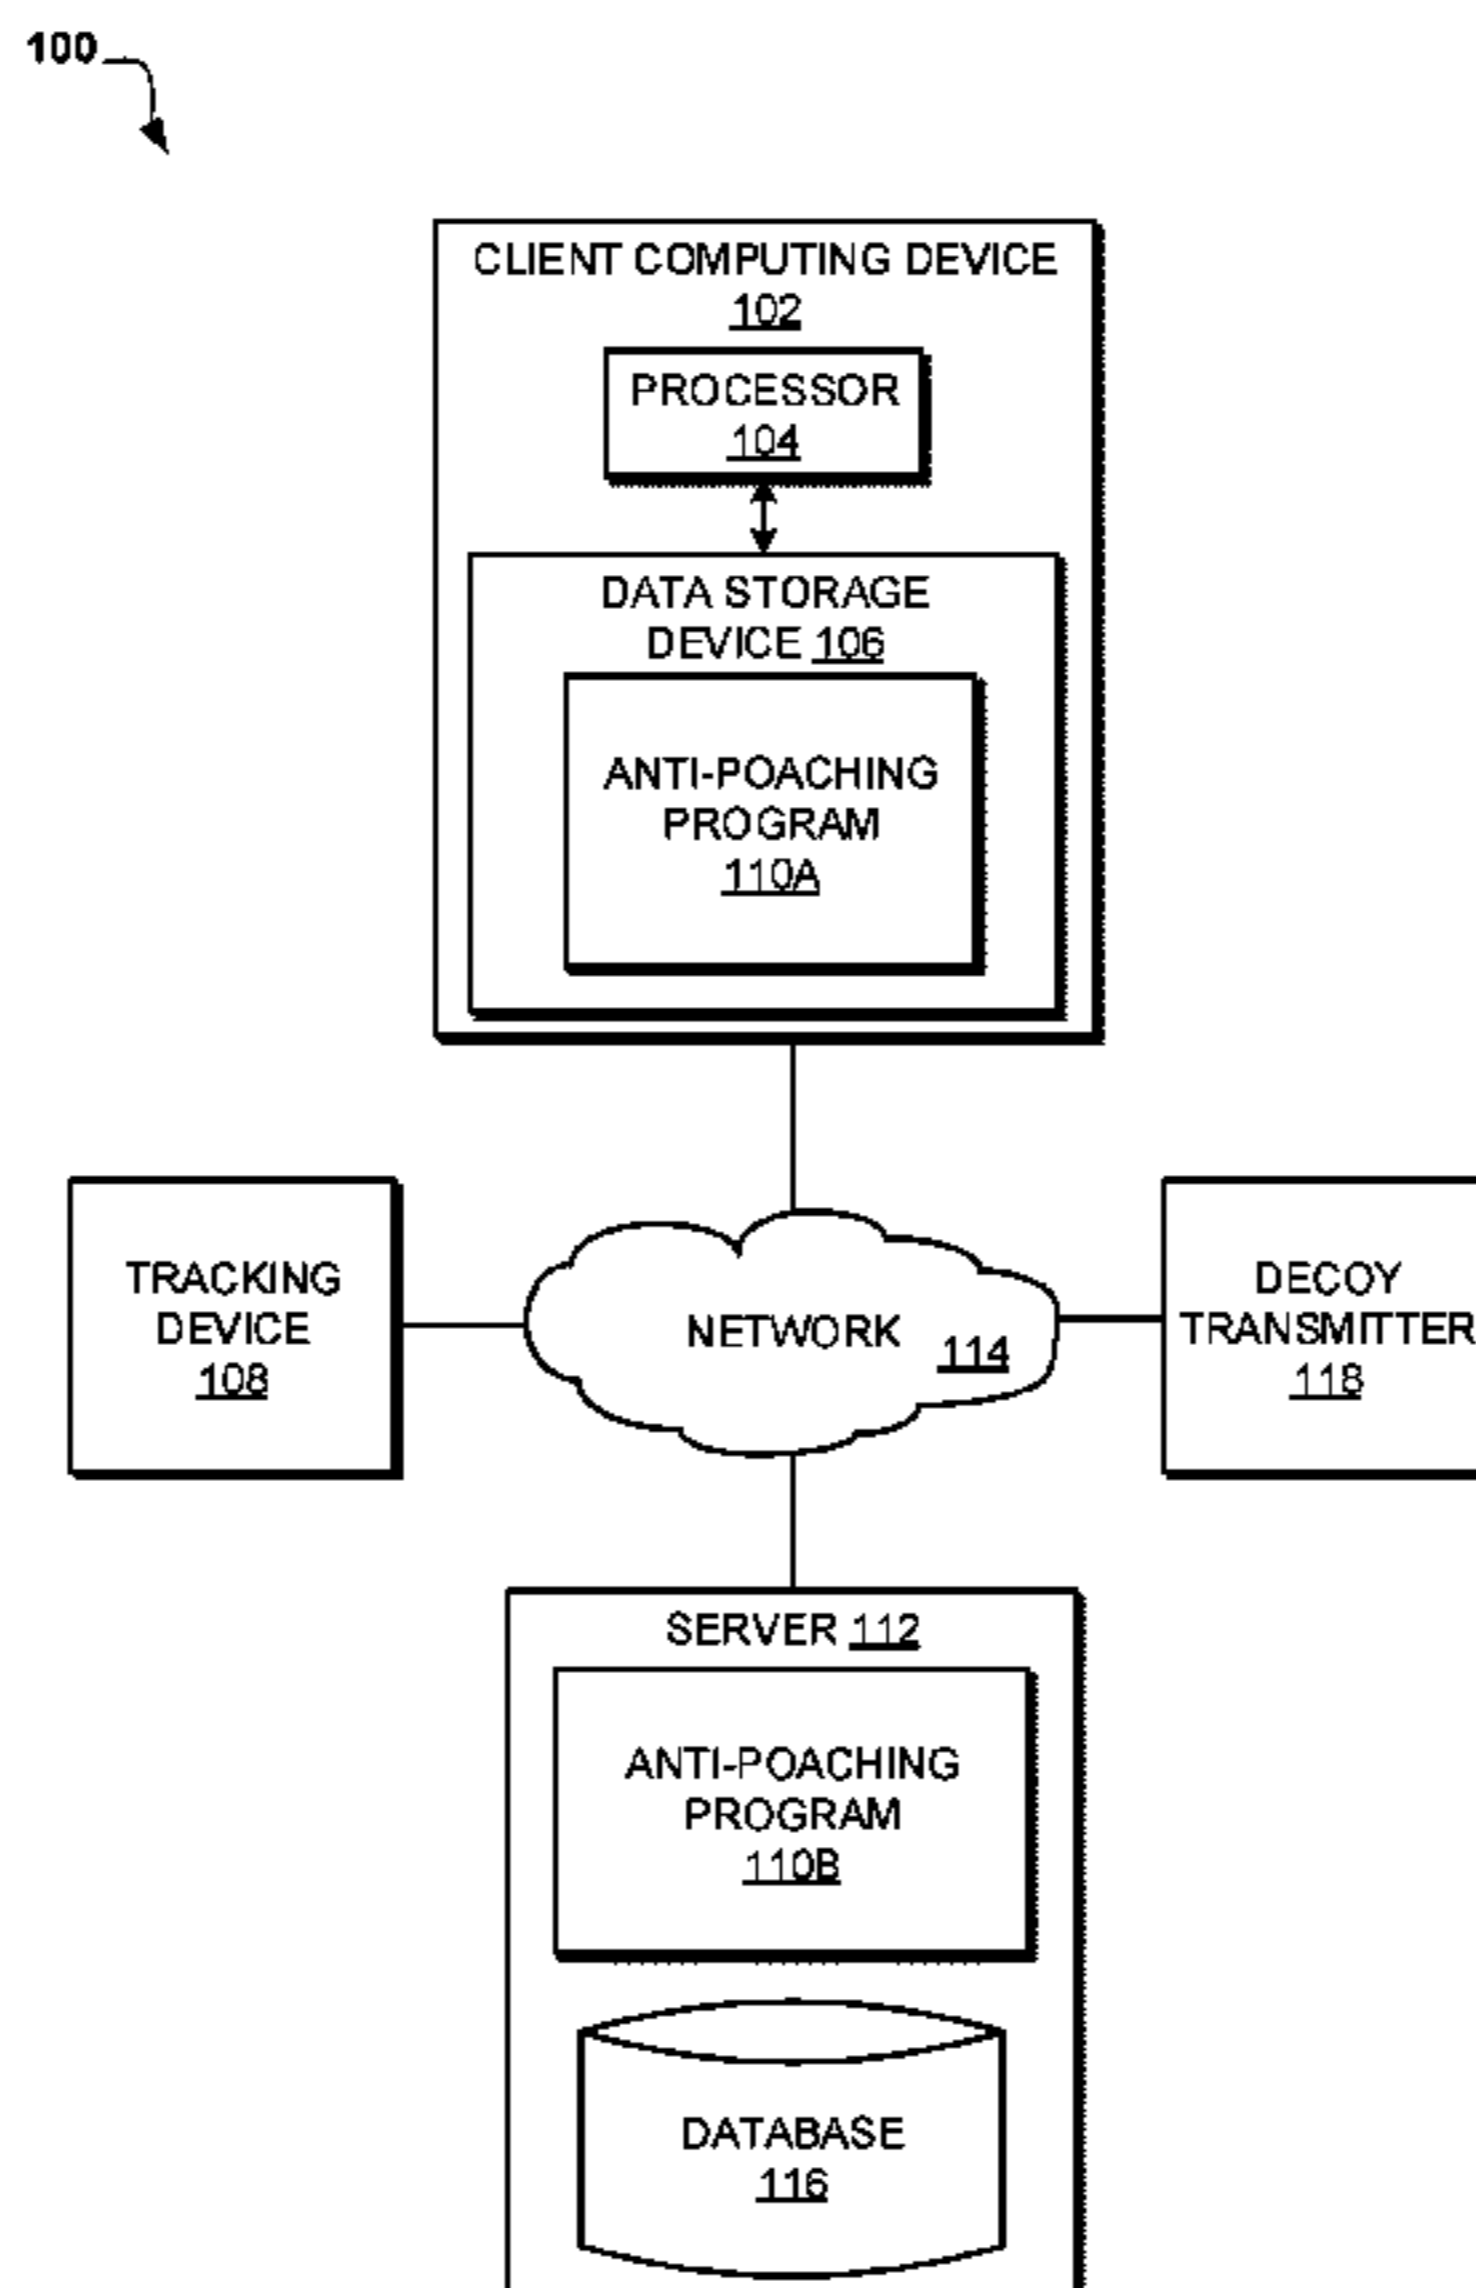 100
CLIENT COMPUTING DEVICE
102
PROCESSOR
104
DATA STORAGE
DEVICE 106
ANTI-POACHING
PROGRAM
110A
TRACKING
DEVICE
108
NETWORK 114
DECOY
TRANSMITTER
118
SERVER 112
ANTI-POACHING
PROGRAM
110B
DATABASE
116